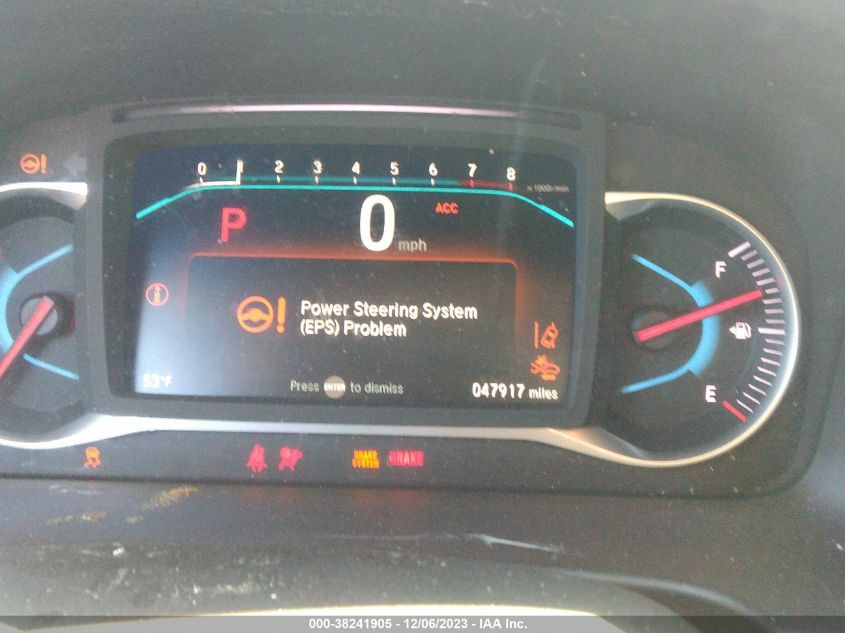 0 1 2 3 4 5 6 7 8
x 1000r/min
P 0 mph ACC
F
Power Steering System
(EPS) Problem
E
53°F Press ENTER to dismiss 047917 miles
BRAKE
SYSTEM
BRAKE
000-38241905 - 12/06/2023 - IAA Inc.